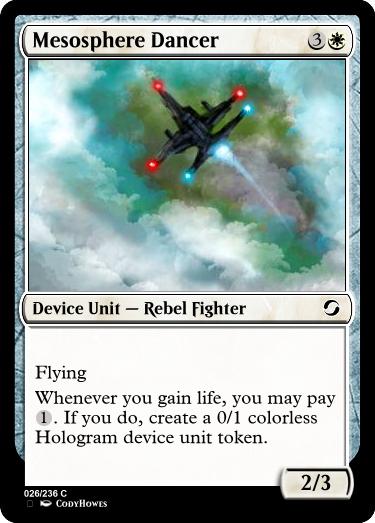 Mesosphere Dancer 3
Device Unit — Rebel Fighter
Flying
Whenever you gain life, you may pay
1. If you do, create a 0/1 colorless
Hologram device unit token.
2/3
026/236 C
CODYHOWES